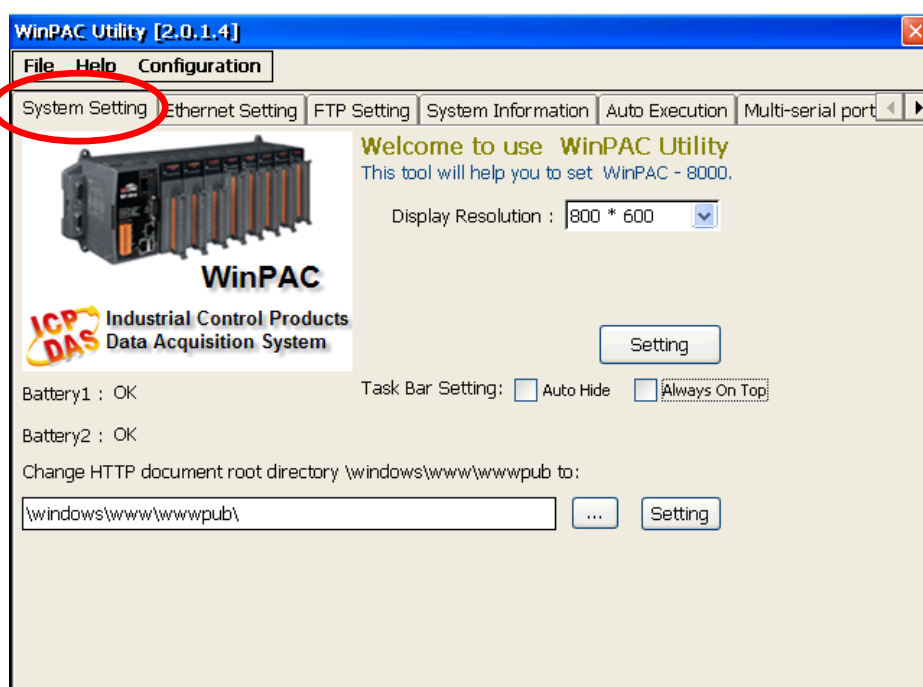 WinPAC Utility [2.0.1.4]
File Help Configuration
System Setting Ethernet Setting FTP Setting System Information Auto Execution Multi-serial port
Welcome to use WinPAC Utility
This tool will help you to set WinPAC - 8000.
Display Resolution : 800 * 600
WinPAC
ICP DAS
Industrial Control Products
Data Acquisition System
Setting
Battery1 : OK
Task Bar Setting: Auto Hide Always On Top
Battery2 : OK
Change HTTP document root directory \windows\www\wwwpub to:
\windows\www\wwwpub\ ... Setting